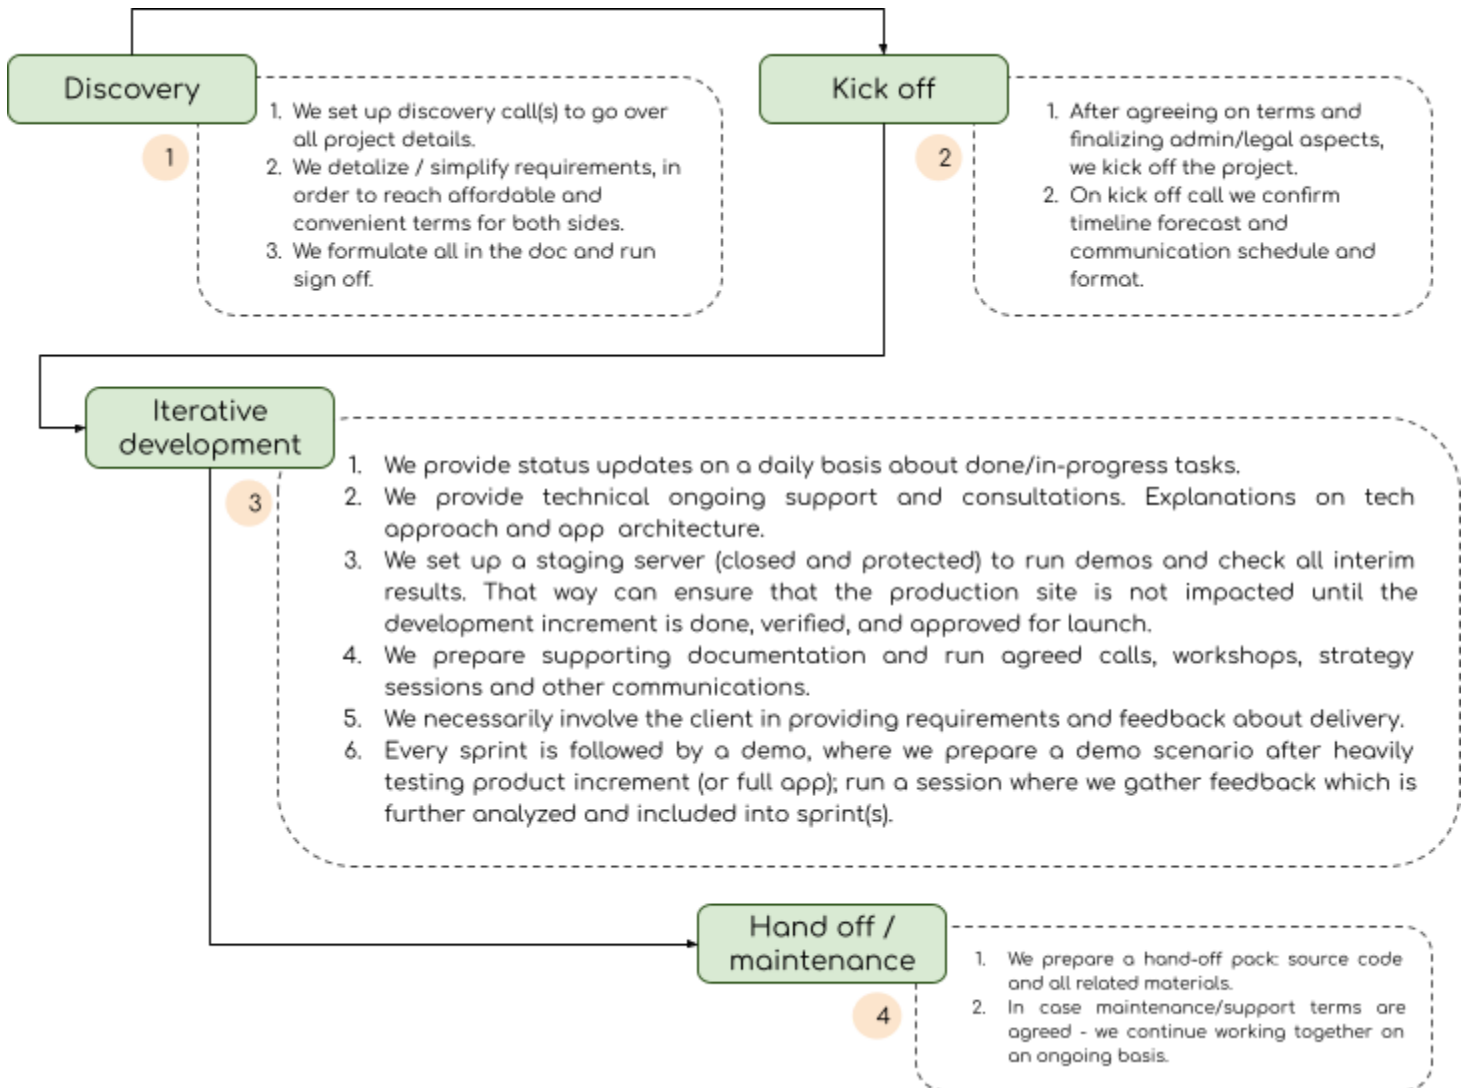 Discovery
1
1. We set up discovery call(s) to go over
all project details.
2. We detalize / simplify requirements, in
order to reach affordable and
convenient terms for both sides.
3. We formulate all in the doc and run
sign off.
Kick off
2
1. After agreeing on terms and
finalizing admin/legal aspects,
we kick off the project.
2. On kick off call we confirm
timeline forecast and
communication schedule and
format.
Iterative
development
3
1. We provide status updates on a daily basis about done/in-progress tasks.
2. We provide technical ongoing support and consultations. Explanations on tech
approach and app architecture.
3. We set up a staging server (closed and protected) to run demos and check all interim
results. That way can ensure that the production site is not impacted until the
development increment is done, verified, and approved for launch.
4. We prepare supporting documentation and run agreed calls, workshops, strategy
sessions and other communications.
5. We necessarily involve the client in providing requirements and feedback about delivery.
6. Every sprint is followed by a demo, where we prepare a demo scenario after heavily
testing product increment (or full app); run a session where we gather feedback which is
further analyzed and included into sprint(s).
Hand off /
maintenance
4
1. We prepare a hand-off pack: source code
and all related materials.
2. In case maintenance/support terms are
agreed - we continue working together on
an ongoing basis.